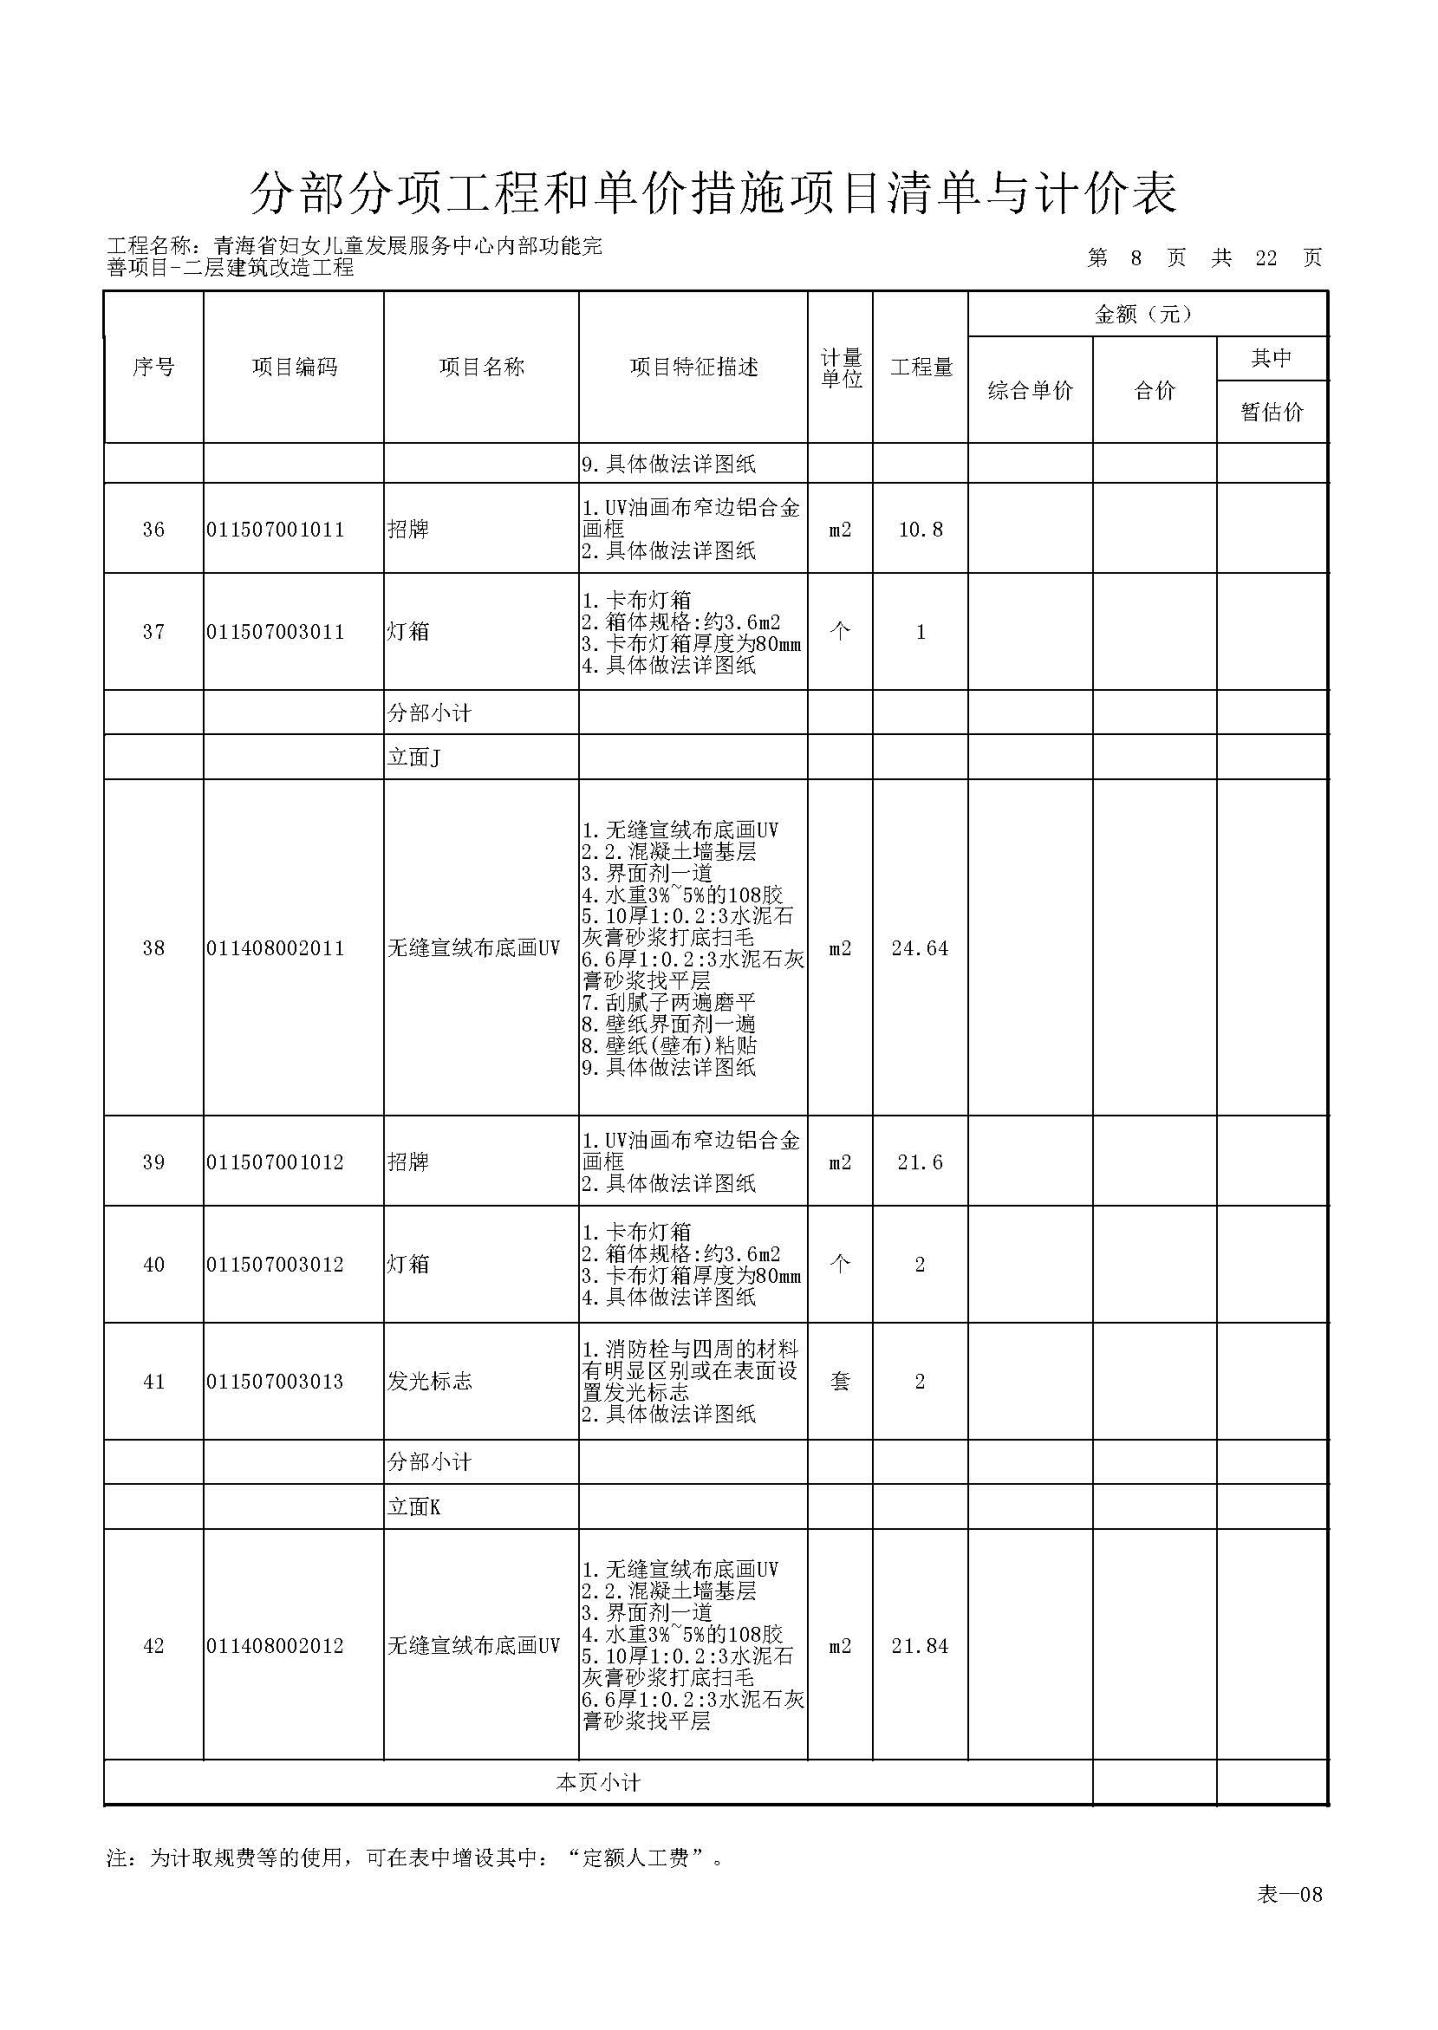 分部分项工程和单价措施项目清单与计价表
工程名称：青海省妇女儿童发展服务中心内部功能完
善项目-二层建筑改造工程
第 8 页 共 22 页
序号 项目编码 项目名称 项目特征描述 计量单位 工程量 金额（元）
综合单价 合价 其中
暂估价
9.具体做法详图纸
36 011507001011 招牌 1.UV油画布窄边铝合金
画框
2.具体做法详图纸 m2 10.8
37 011507003011 灯箱 1.卡布灯箱
2.箱体规格:约3.6m2
3.卡布灯箱厚度为80mm
4.具体做法详图纸 个 1
分部小计
立面J
38 011408002011 无缝宣绒布底画UV 1.无缝宣绒布底画UV
2.2.混凝土墙基层
3.界面剂一道
4.水重3%~5%的108胶
5.10厚1:0.2:3水泥石
灰膏砂浆打底扫毛
6.6厚1:0.2:3水泥石灰
膏砂浆找平层
7.刮腻子两遍磨平
8.壁纸界面剂一遍
8.壁纸(壁布)粘贴
9.具体做法详图纸 m2 24.64
39 011507001012 招牌 1.UV油画布窄边铝合金
画框
2.具体做法详图纸 m2 21.6
40 011507003012 灯箱 1.卡布灯箱
2.箱体规格:约3.6m2
3.卡布灯箱厚度为80mm
4.具体做法详图纸 个 2
41 011507003013 发光标志 1.消防栓与四周的材料
有明显区别或在表面设
置发光标志
2.具体做法详图纸 套 2
分部小计
立面K
42 011408002012 无缝宣绒布底画UV 1.无缝宣绒布底画UV
2.2.混凝土墙基层
3.界面剂一道
4.水重3%~5%的108胶
5.10厚1:0.2:3水泥石
灰膏砂浆打底扫毛
6.6厚1:0.2:3水泥石灰
膏砂浆找平层 m2 21.84
本页小计
注：为计取规费等的使用，可在表中增设其中：“定额人工费”。
表—08